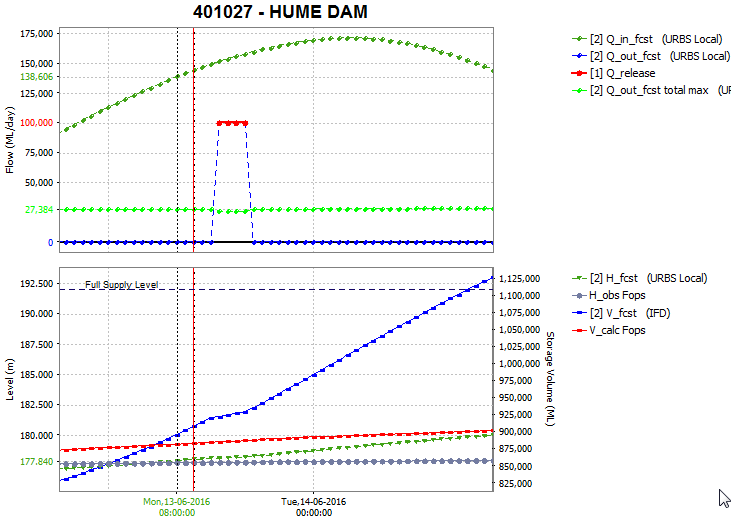 401027 - HUME DAM
175,000
150,000
138,606
125,000
100,000
75,000
50,000
27,384
0
Flow (ML/day)
[2] Q_in_fcst (URBS Local)
[2] Q_out_fcst (URBS Local)
[1] Q_release
[2] Q_out_fcst total max (UR
192.500
190.000
187.500
185.000
182.500
180.000
177.840
Level (m)
Full Supply Level
1,125,000
1,100,000
1,075,000
1,050,000
1,025,000
1,000,000
975,000
950,000
925,000
900,000
875,000
850,000
825,000
Storage Volume (ML)
[2] H_fcst (URBS Local)
H_obs Fops
[2] V_fcst (IFD)
V_calc Fops
Mon,13-06-2016
08:00:00
Tue,14-06-2016
00:00:00